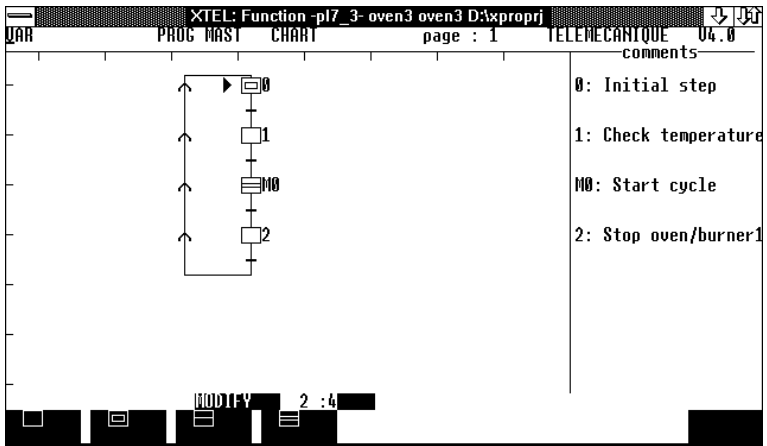 XTEL: Function -pl7_3- oven3 oven3 D:\xproprj
VAR PROG MAST CHART page : 1 TELEMECANIQUE V4.0
comments
0 0: Initial step
1 1: Check temperature
M0 M0: Start cycle
2 2: Stop oven/burner1
MODIFY 2 :4